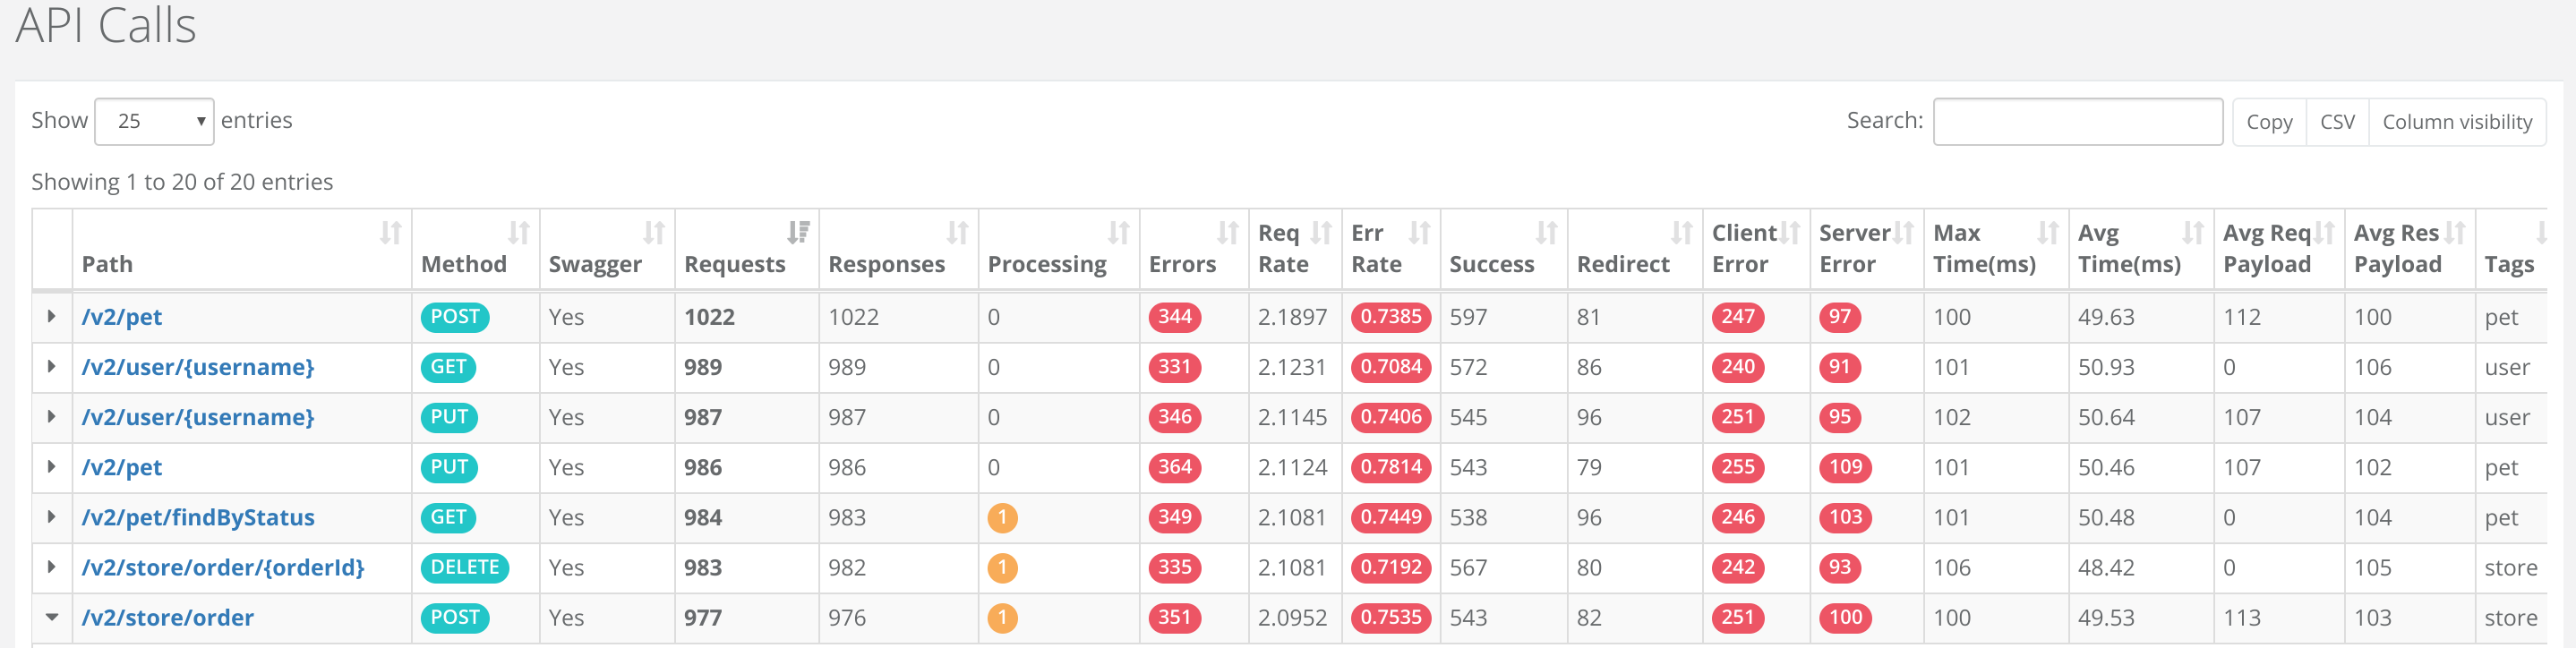 API Calls
Show 25 entries Search: Copy CSV Column visibility
Showing 1 to 20 of 20 entries
Path Method Swagger Requests Responses Processing Errors Req Rate Err Rate Success Redirect Client Error Server Error Max Time(ms) Avg Time(ms) Avg Req Payload Avg Res Payload Tags
/v2/pet POST Yes 1022 1022 0 344 2.1897 0.7385 597 81 247 97 100 49.63 112 100 pet
/v2/user/{username} GET Yes 989 989 0 331 2.1231 0.7084 572 86 240 91 101 50.93 0 106 user
/v2/user/{username} PUT Yes 987 987 0 346 2.1145 0.7406 545 96 251 95 102 50.64 107 104 user
/v2/pet PUT Yes 986 986 0 364 2.1124 0.7814 543 79 255 109 101 50.46 107 102 pet
/v2/pet/findByStatus GET Yes 984 983 1 349 2.1081 0.7449 538 96 246 103 101 50.48 0 104 pet
/v2/store/order/{orderId} DELETE Yes 983 982 1 335 2.1081 0.7192 567 80 242 93 106 48.42 0 105 store
/v2/store/order POST Yes 977 976 1 351 2.0952 0.7535 543 82 251 100 100 49.53 113 103 store